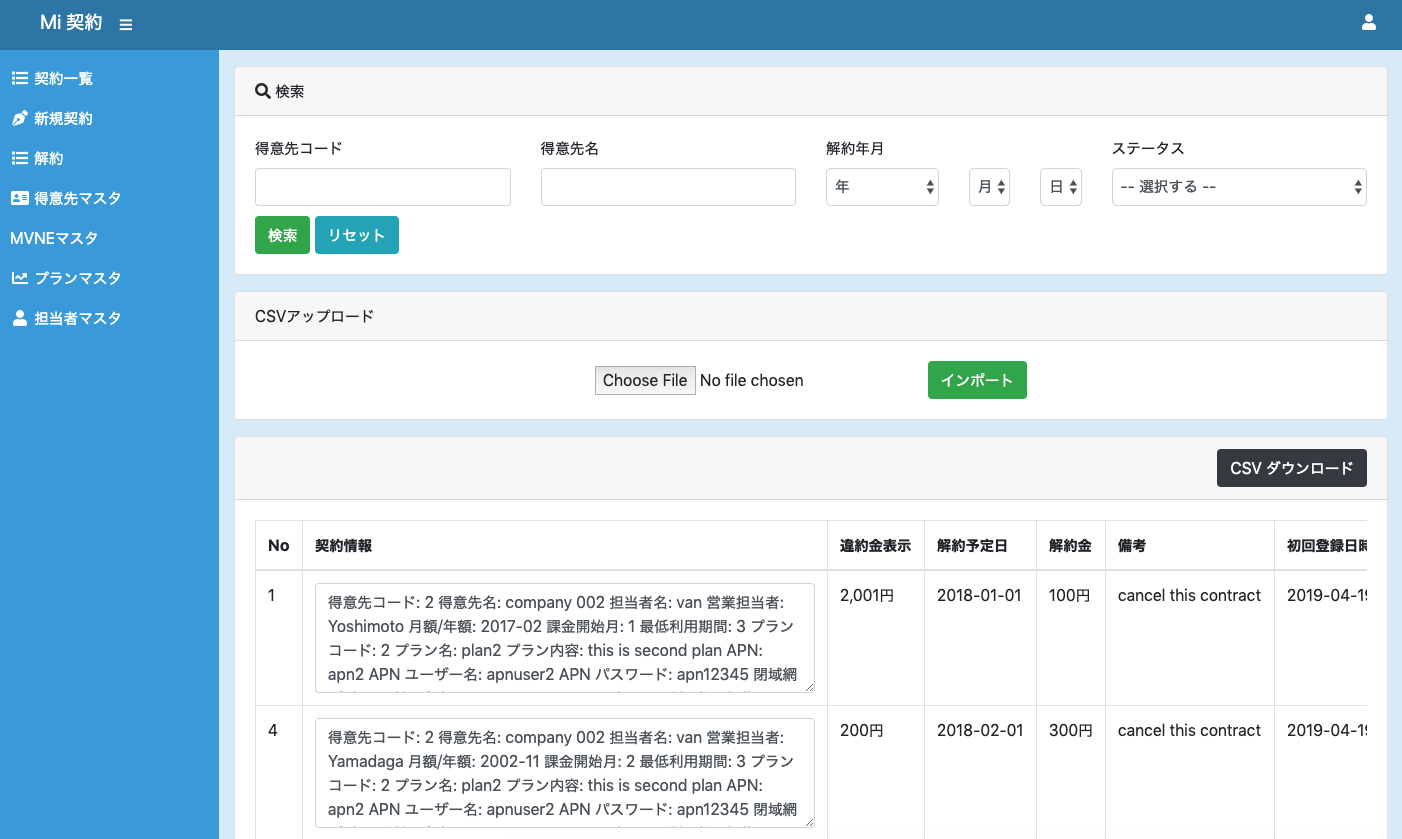 Mi 契約
契約一覧
新規契約
解約
得意先マスタ
MVNEマスタ
プランマスタ
担当者マスタ
検索
得意先コード 得意先名 解約年月 ステータス
年 月 日 -- 選択する --
検索 リセット
CSVアップロード
Choose File No file chosen インポート
CSV ダウンロード
No 契約情報 違約金表示 解約予定日 解約金 備考 初回登録日時
1 2,001円 2018-01-01 100円 cancel this contract 2019-04-19
得意先コード: 2 得意先名: company 002 担当者名: van 営業担当者:
Yoshimoto 月額/年額: 2017-02 課金開始月: 1 最低利用期間: 3 プラン
コード: 2 プラン名: plan2 プラン内容: this is second plan APN:
apn2 APN ユーザー名: apnuser2 APN パスワード: apn12345 閉域網
4 200円 2018-02-01 300円 cancel this contract 2019-04-19
得意先コード: 2 得意先名: company 002 担当者名: van 営業担当者:
Yamadaga 月額/年額: 2002-11 課金開始月: 2 最低利用期間: 3 プラン
コード: 2 プラン名: plan2 プラン内容: this is second plan APN:
apn2 APN ユーザー名: apnuser2 APN パスワード: apn12345 閉域網